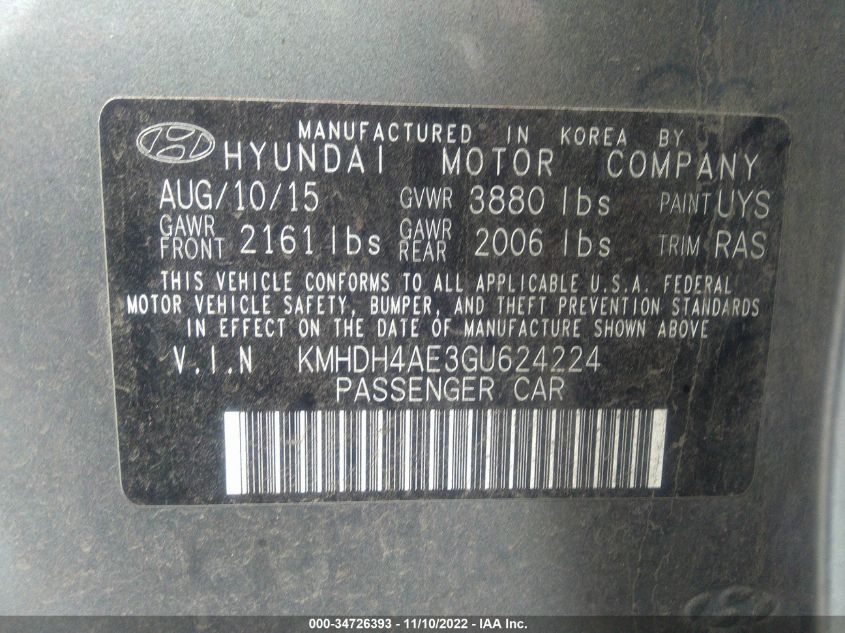 MANUFACTURED IN KOREA BY
HYUNDAI MOTOR COMPANY
AUG/10/15 GVWR 3880 lbs PAINT UYS
GAWR FRONT 2161 lbs GAWR REAR 2006 lbs TRIM RAS
THIS VEHICLE CONFORMS TO ALL APPLICABLE U.S.A. FEDERAL
MOTOR VEHICLE SAFETY, BUMPER, AND THEFT PREVENTION STANDARDS
IN EFFECT ON THE DATE OF MANUFACTURE SHOWN ABOVE
V.I.N KMHDH4AE3GU624224
PASSENGER CAR
000-34726393 - 11/10/2022 - IAA Inc.